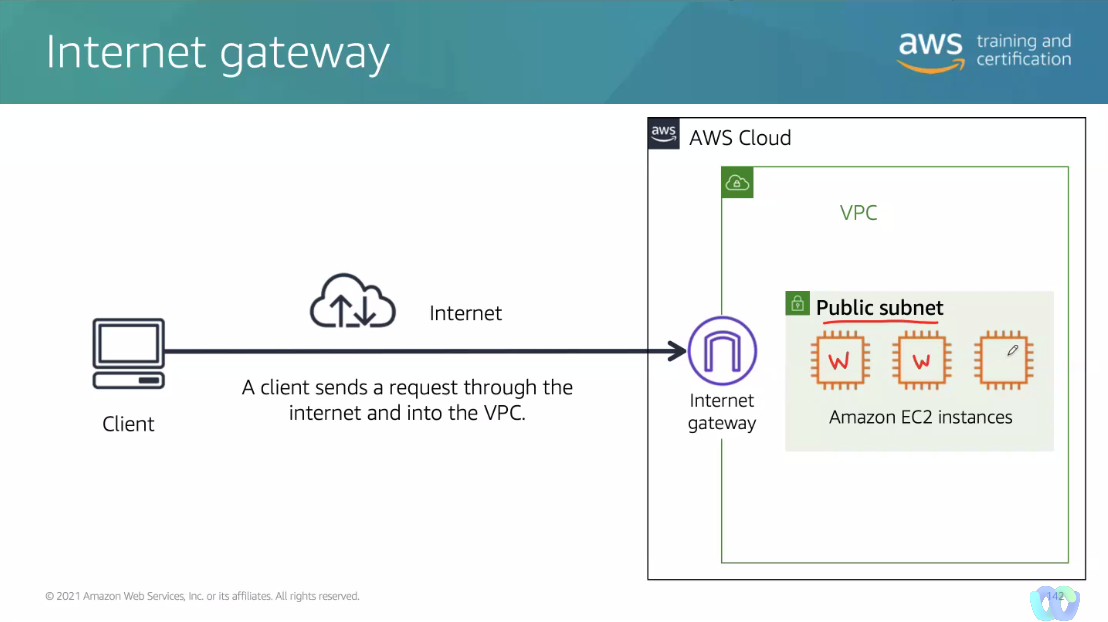 Internet gateway
aws training and
certification
aws AWS Cloud
VPC
Internet
Public subnet
W W
A client sends a request through the
internet and into the VPC.
Internet
gateway
Amazon EC2 instances
Client
© 2021 Amazon Web Services, Inc. or its affiliates. All rights reserved.
142